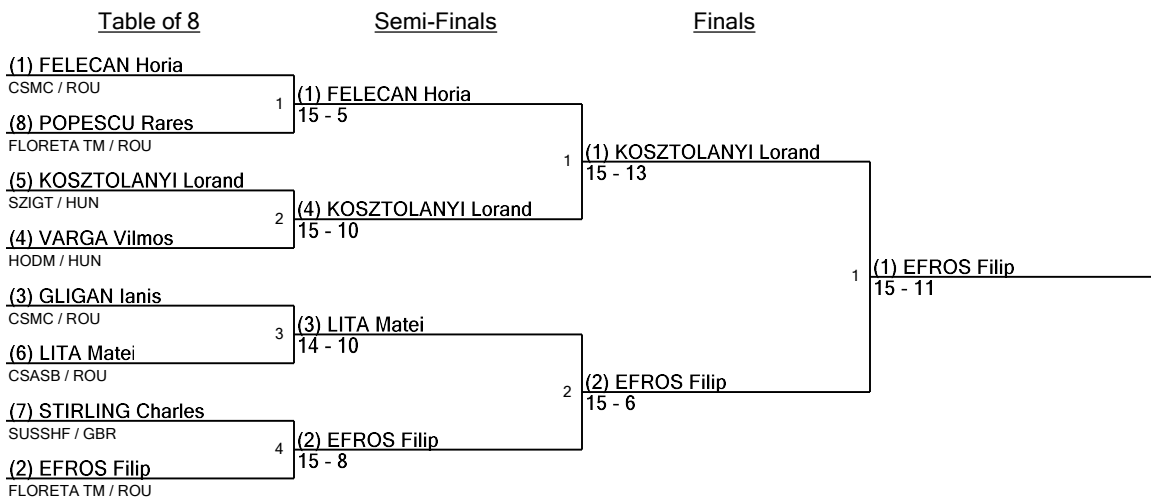 Table of 8
Semi-Finals
Finals
(1) FELECAN Horia
CSMC / ROU
(8) POPESCU Rares
FLORETA TM / ROU
(5) KOSZTOLANYI Lorand
SZIGT / HUN
(4) VARGA Vilmos
HODM / HUN
(3) GLIGAN Ianis
CSMC / ROU
(6) LITA Matei
CSASB / ROU
(7) STIRLING Charles
SUSSHF / GBR
(2) EFROS Filip
FLORETA TM / ROU
1
(1) FELECAN Horia
15 - 5
2
(4) KOSZTOLANYI Lorand
15 - 10
3
(3) LITA Matei
14 - 10
4
(2) EFROS Filip
15 - 8
1
(1) KOSZTOLANYI Lorand
15 - 13
2
(2) EFROS Filip
15 - 6
1
(1) EFROS Filip
15 - 11